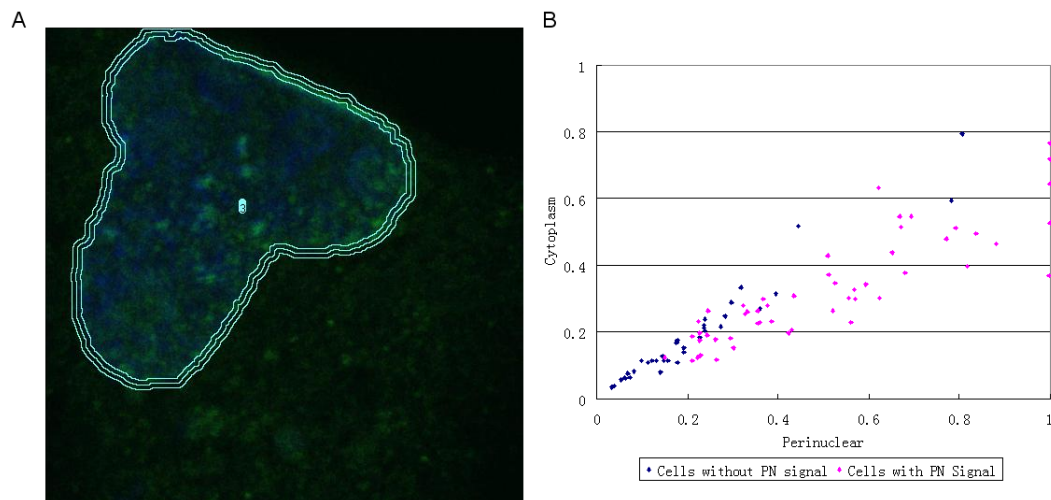 A
B
3
1
0.8
0.6
0.4
0.2
0
Cytoplasm
0 0.2 0.4 0.6 0.8 1
Perinuclear
Cells without PN signal Cells with PN Signal